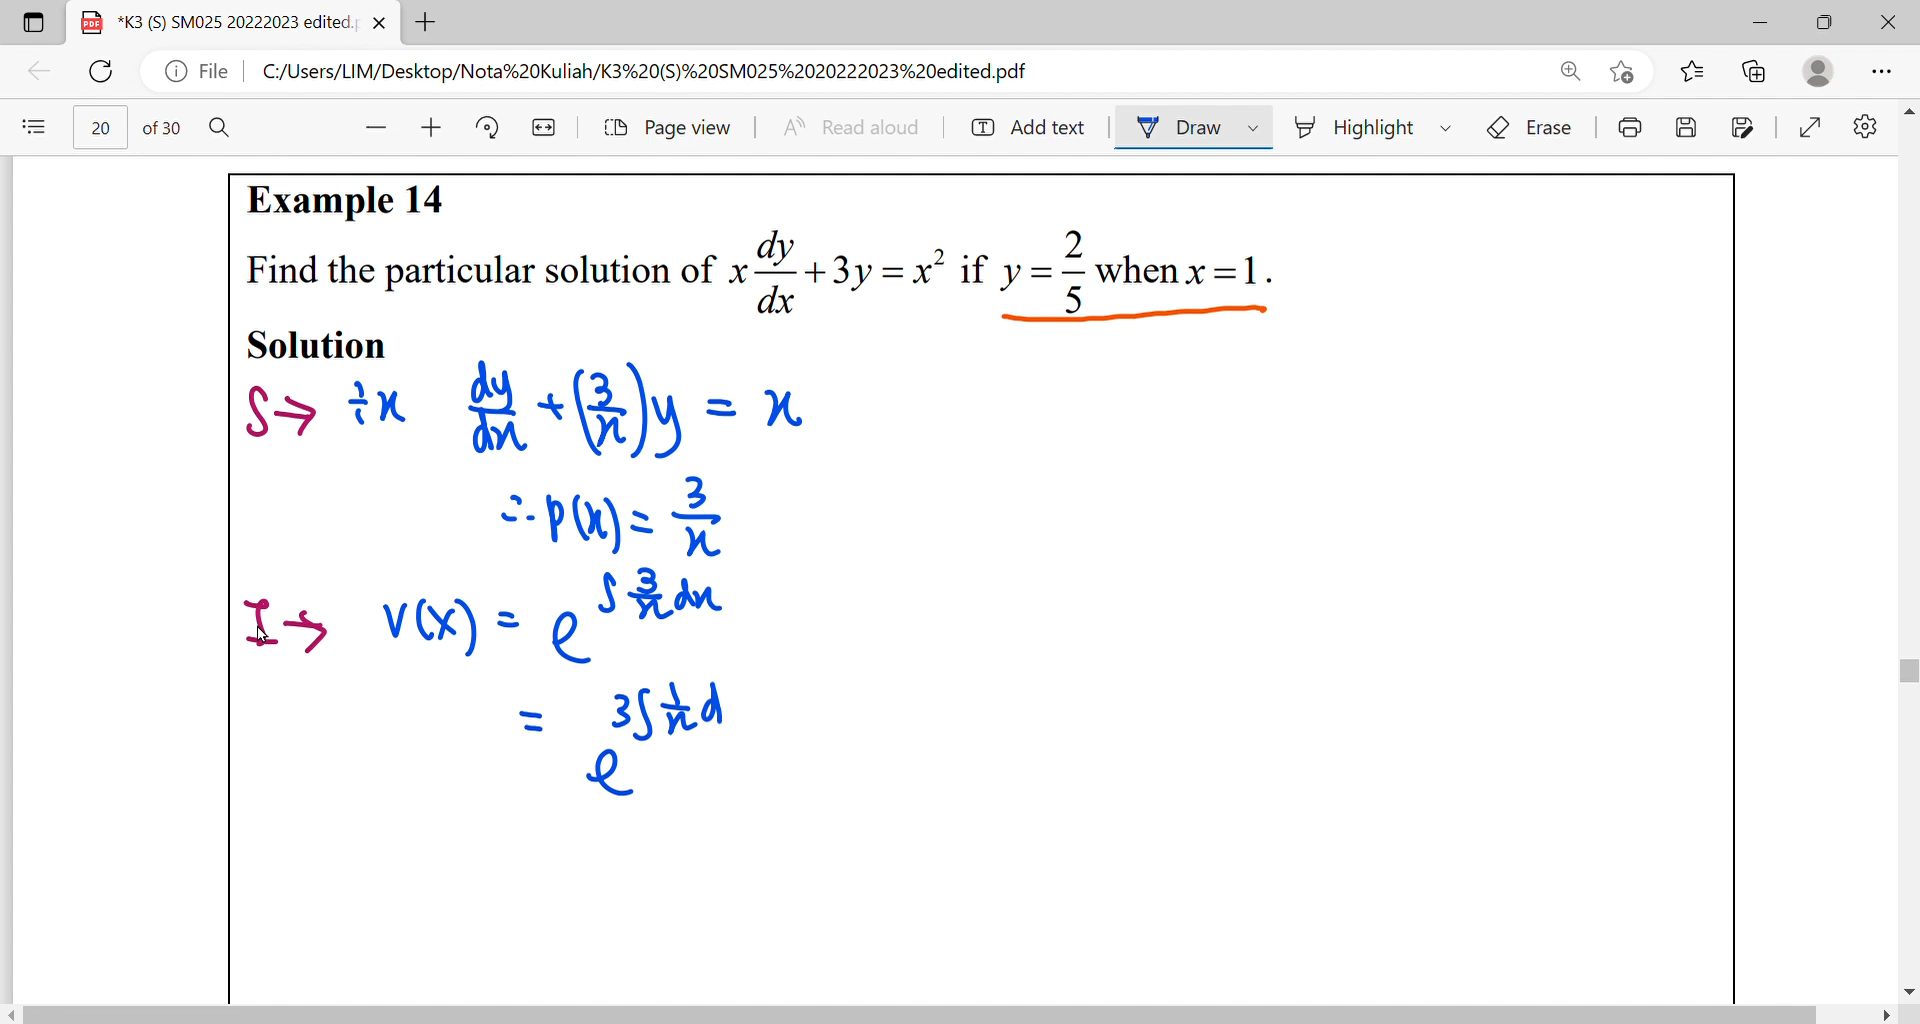 *K3 (S) SM025 20222023 edited.p
File C:/Users/LIM/Desktop/Nota%20Kuliah/K3%20(S)%20SM025%2020222023%20edited.pdf
20 of 30 Page view Read aloud Add text Draw Highlight Erase
Example 14
Find the particular solution of x dy/dx + 3y = x² if y = 2/5 when x = 1.
Solution
S → ÷x dy/dx + (3/x)y = x
∴ P(x) = 3/x
I → V(x) = e^∫ 3/x dx
= e^3∫ 1/x d